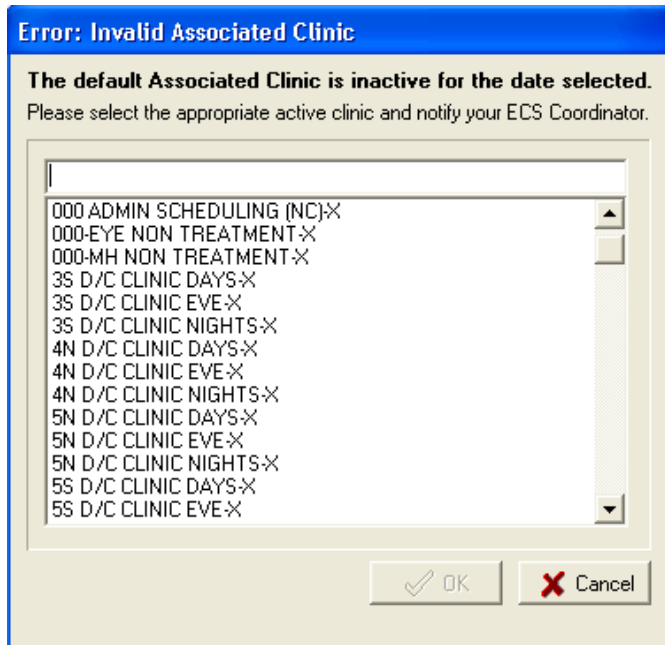 Error: Invalid Associated Clinic
The default Associated Clinic is inactive for the date selected.
Please select the appropriate active clinic and notify your ECS Coordinator.
000 ADMIN SCHEDULING (NC)-X
000-EYE NON TREATMENT-X
000-MH NON TREATMENT-X
3S D/C CLINIC DAYS-X
3S D/C CLINIC EVE-X
3S D/C CLINIC NIGHTS-X
4N D/C CLINIC DAYS-X
4N D/C CLINIC EVE-X
4N D/C CLINIC NIGHTS-X
5N D/C CLINIC DAYS-X
5N D/C CLINIC EVE-X
5N D/C CLINIC NIGHTS-X
5S D/C CLINIC DAYS-X
5S D/C CLINIC EVE-X
OK Cancel